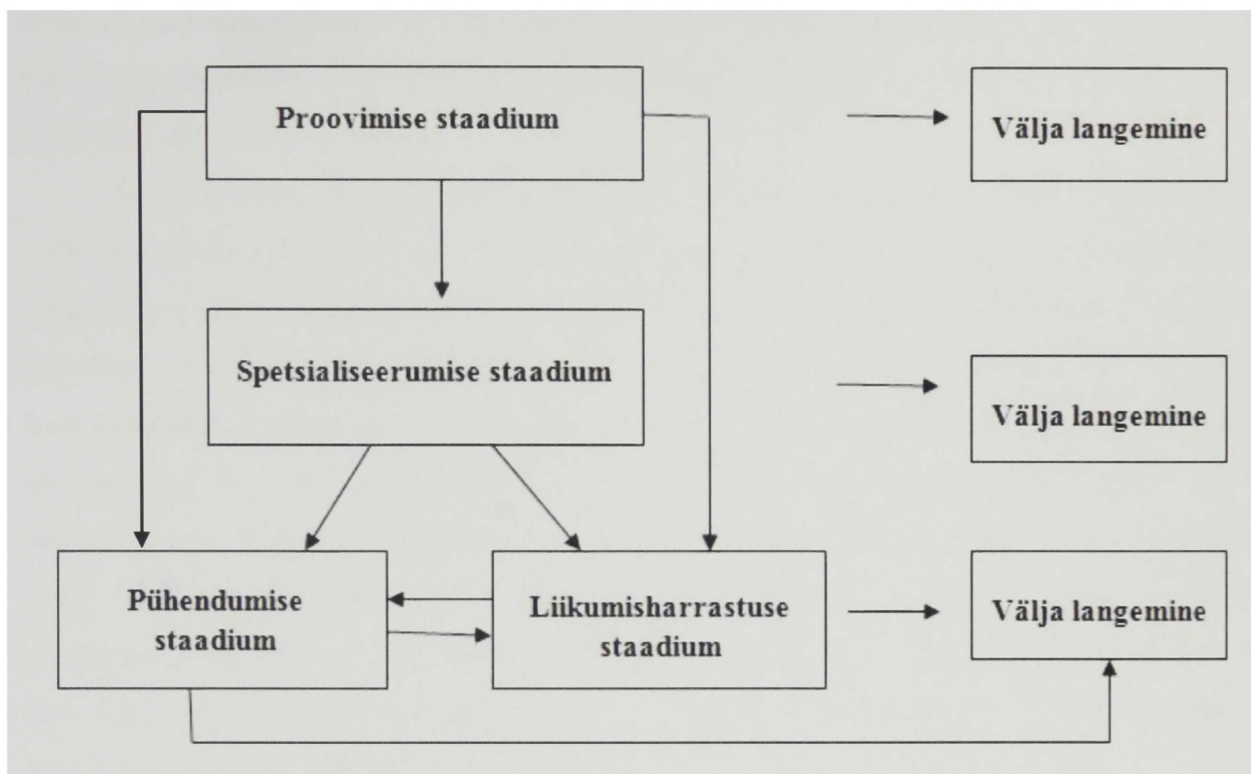 Proovimise staadium
Välja langemine
Spetsialiseerumise staadium
Välja langemine
Pühendumise
staadium
Liikumisharrastuse
staadium
Välja langemine